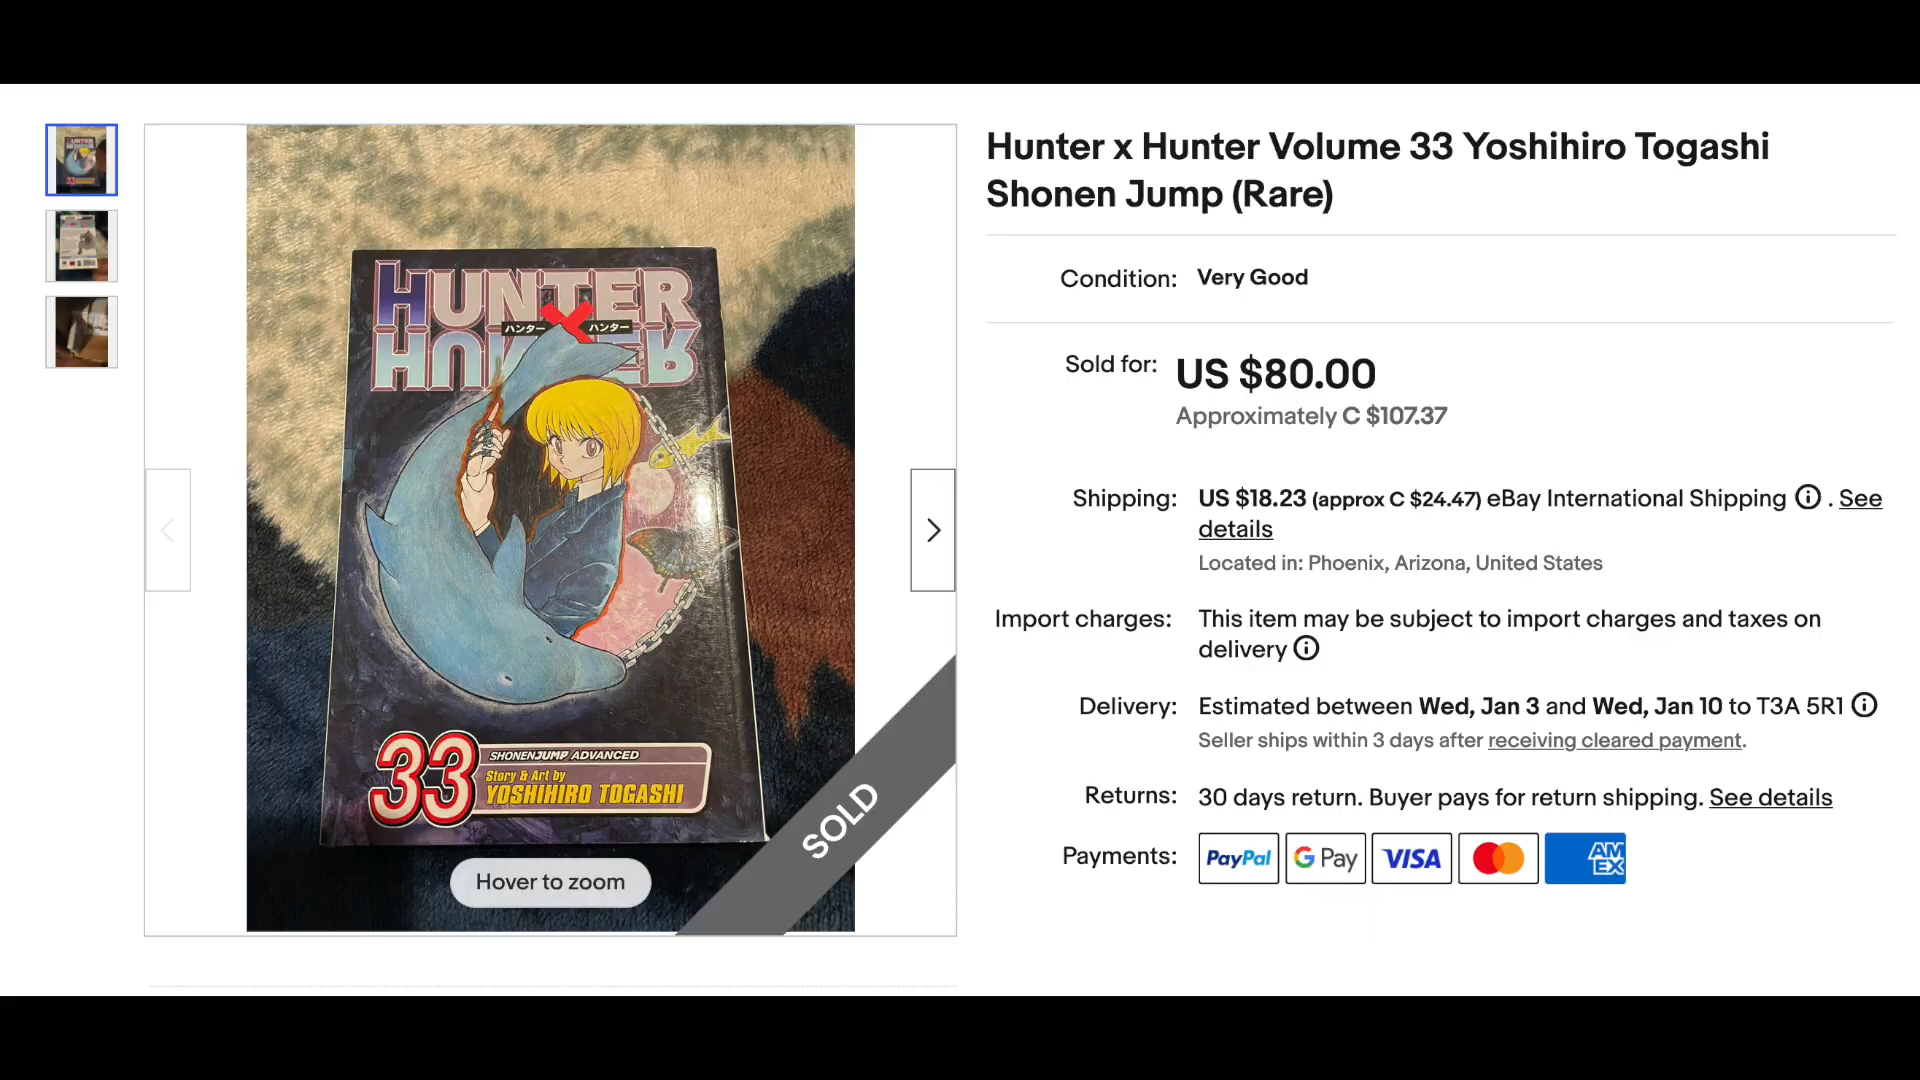 Hunter x Hunter Volume 33 Yoshihiro Togashi
Shonen Jump (Rare)
Condition: Very Good
Sold for: US $80.00
Approximately C $107.37
Shipping: US $18.23 (approx C $24.47) eBay International Shipping . See
details
Located in: Phoenix, Arizona, United States
Import charges: This item may be subject to import charges and taxes on
delivery
Delivery: Estimated between Wed, Jan 3 and Wed, Jan 10 to T3A 5R1
Seller ships within 3 days after receiving cleared payment.
Returns: 30 days return. Buyer pays for return shipping. See details
Payments: PayPal G Pay VISA AM
EX
HUNTER
ハンター X ハンター
HUNTER
33
SHONEN JUMP ADVANCED
Story & Art by
YOSHIHIRO TOGASHI
Hover to zoom
SOLD